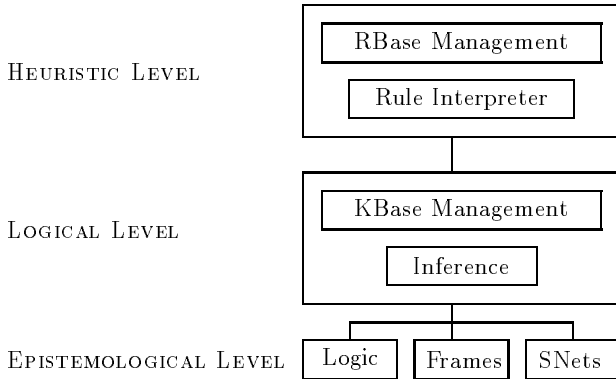 RBase Management
HEURISTIC LEVEL
Rule Interpreter
KBase Management
LOGICAL LEVEL
Inference
EPISTEMOLOGICAL LEVEL Logic Frames SNets